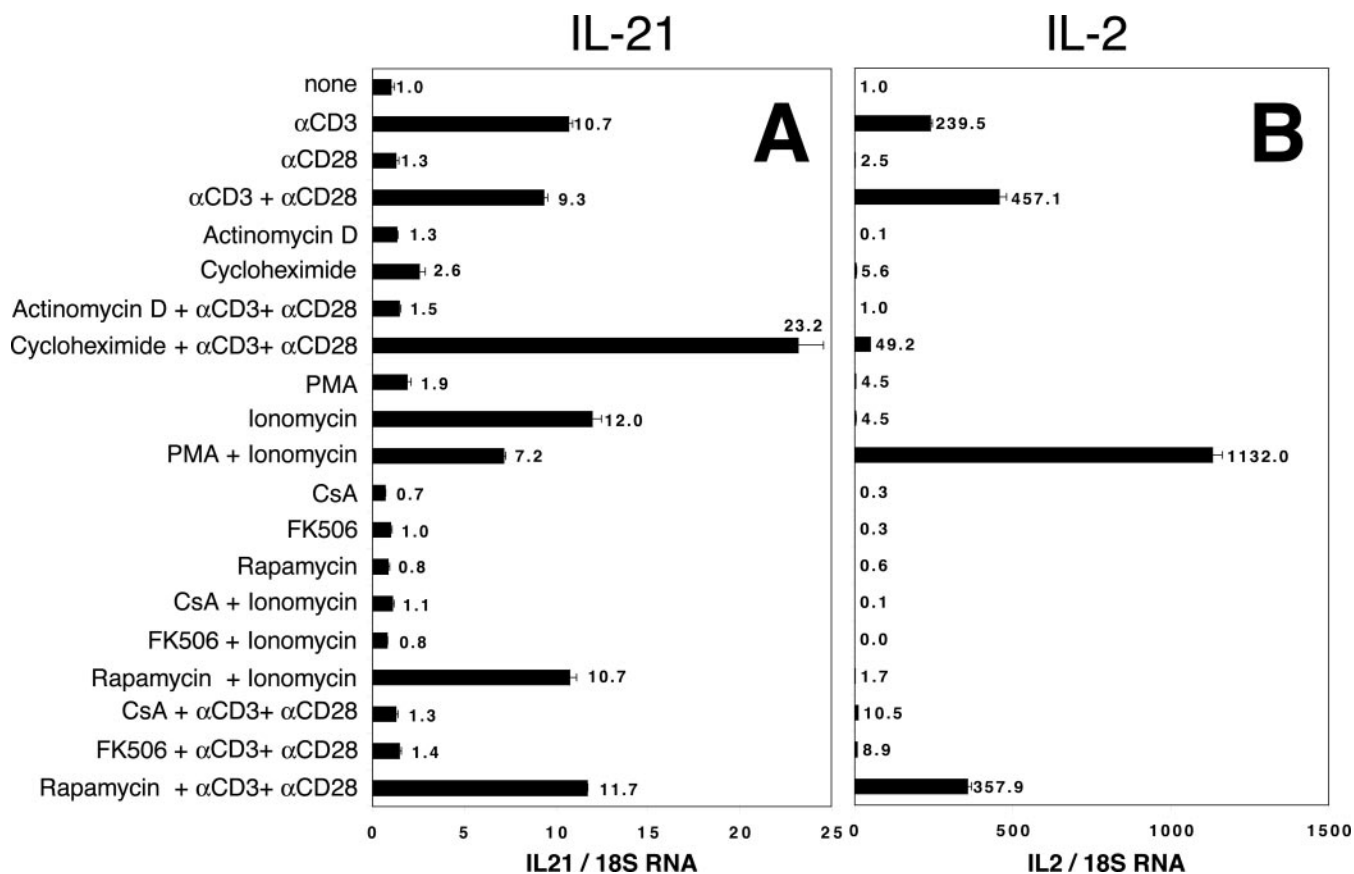 IL-21 IL-2
A B
none 1.0 1.0
αCD3 10.7 239.5
αCD28 1.3 2.5
αCD3 + αCD28 9.3 457.1
Actinomycin D 1.3 0.1
Cycloheximide 2.6 5.6
Actinomycin D + αCD3+ αCD28 1.5 1.0
Cycloheximide + αCD3+ αCD28 23.2 49.2
PMA 1.9 4.5
Ionomycin 12.0 4.5
PMA + Ionomycin 7.2 1132.0
CsA 0.7 0.3
FK506 1.0 0.3
Rapamycin 0.8 0.6
CsA + Ionomycin 1.1 0.1
FK506 + Ionomycin 0.8 0.0
Rapamycin + Ionomycin 10.7 1.7
CsA + αCD3+ αCD28 1.3 10.5
FK506 + αCD3+ αCD28 1.4 8.9
Rapamycin + αCD3+ αCD28 11.7 357.9
0 5 10 15 20 25 0 500 1000 1500
IL21 / 18S RNA IL2 / 18S RNA